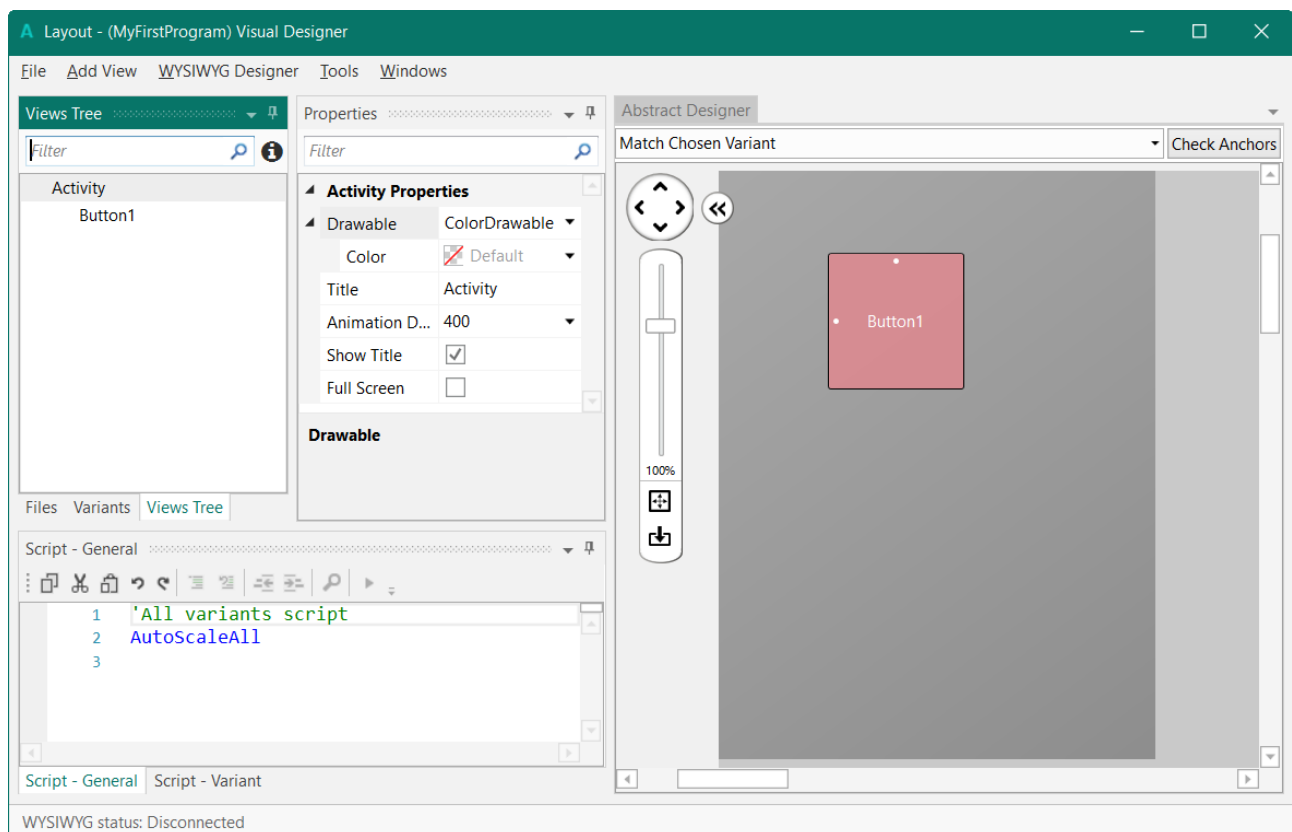 Layout - (MyFirstProgram) Visual Designer
File Add View WYSIWYG Designer Tools Windows
Views Tree
Filter
Activity
Button1
Files Variants Views Tree
Properties
Filter
Activity Properties
Drawable ColorDrawable
Color Default
Title Activity
Animation D... 400
Show Title
Full Screen
Drawable
Abstract Designer
Match Chosen Variant Check Anchors
Button1
100%
Script - General
1 'All variants script
2 AutoScaleAll
3
Script - General Script - Variant
WYSIWYG status: Disconnected